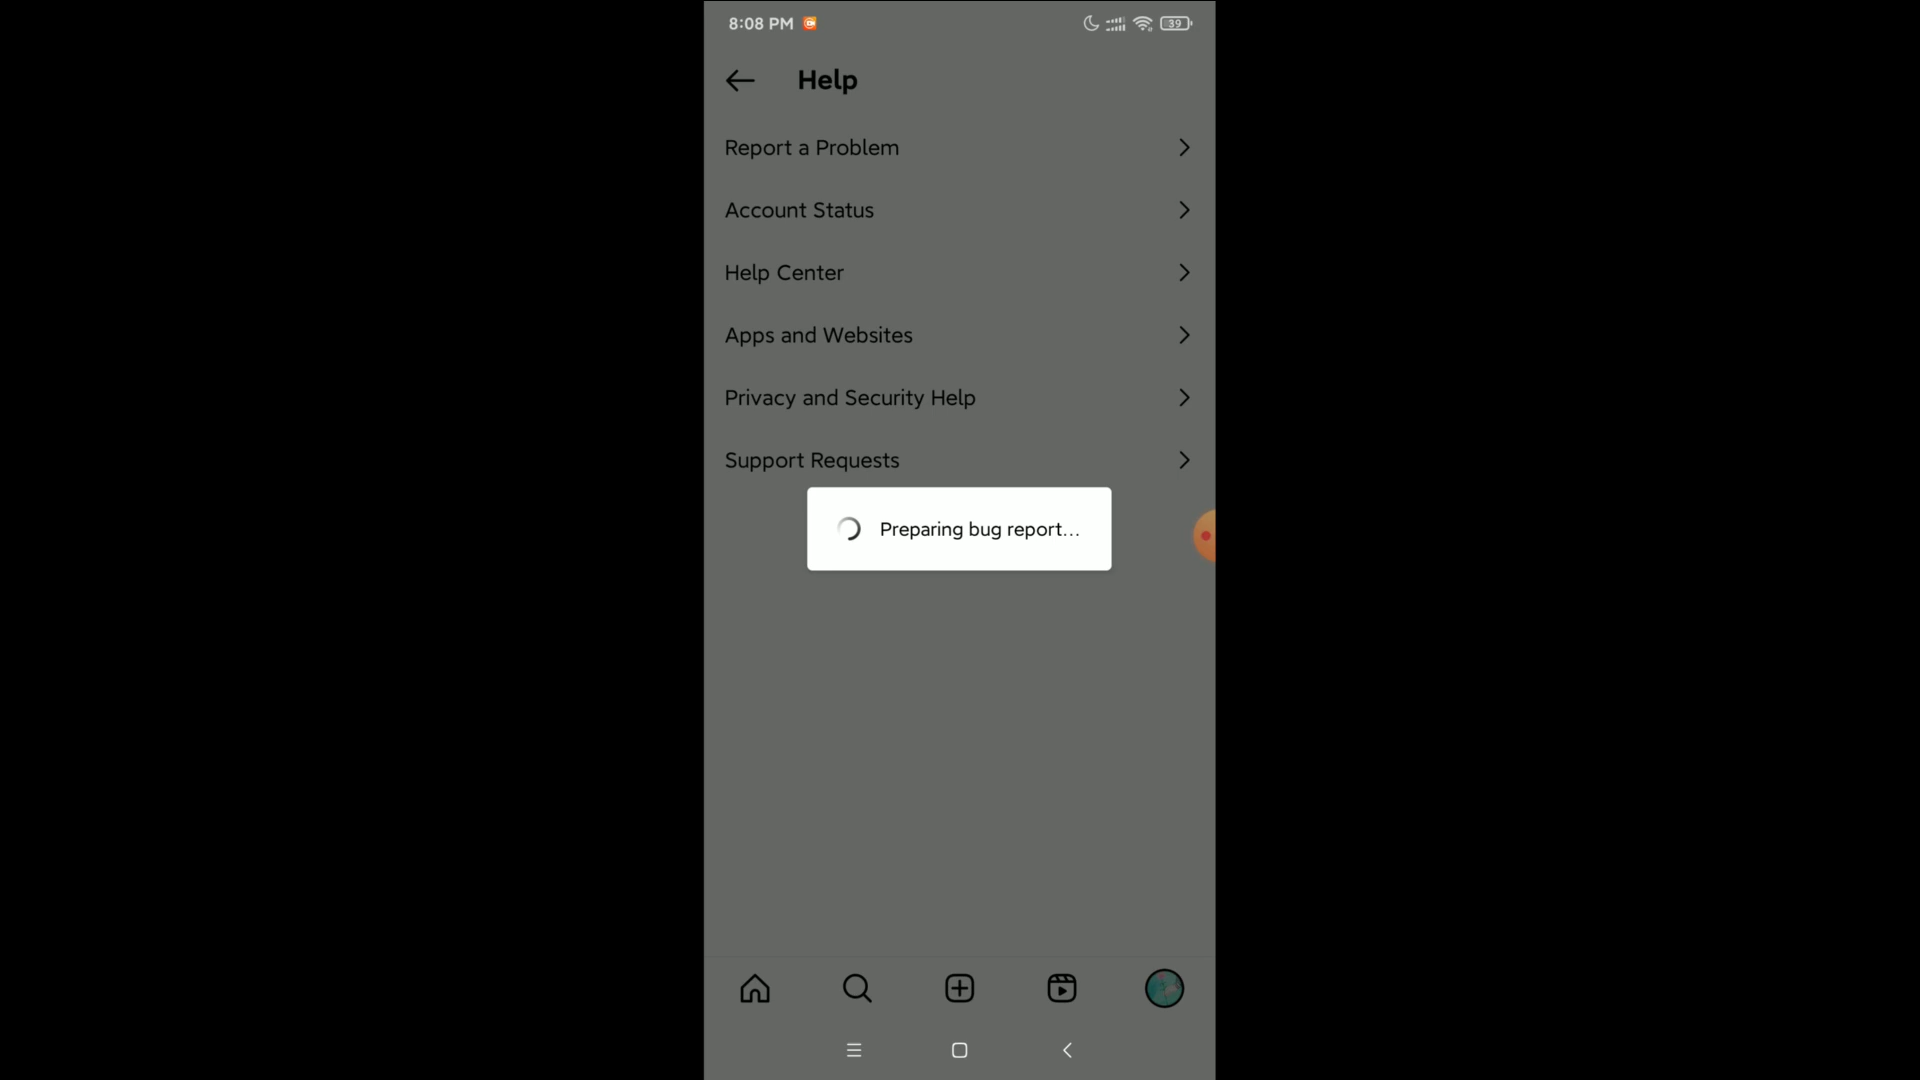 8:08 PM
39
Help
Report a Problem
Account Status
Help Center
Apps and Websites
Privacy and Security Help
Support Requests
Preparing bug report...